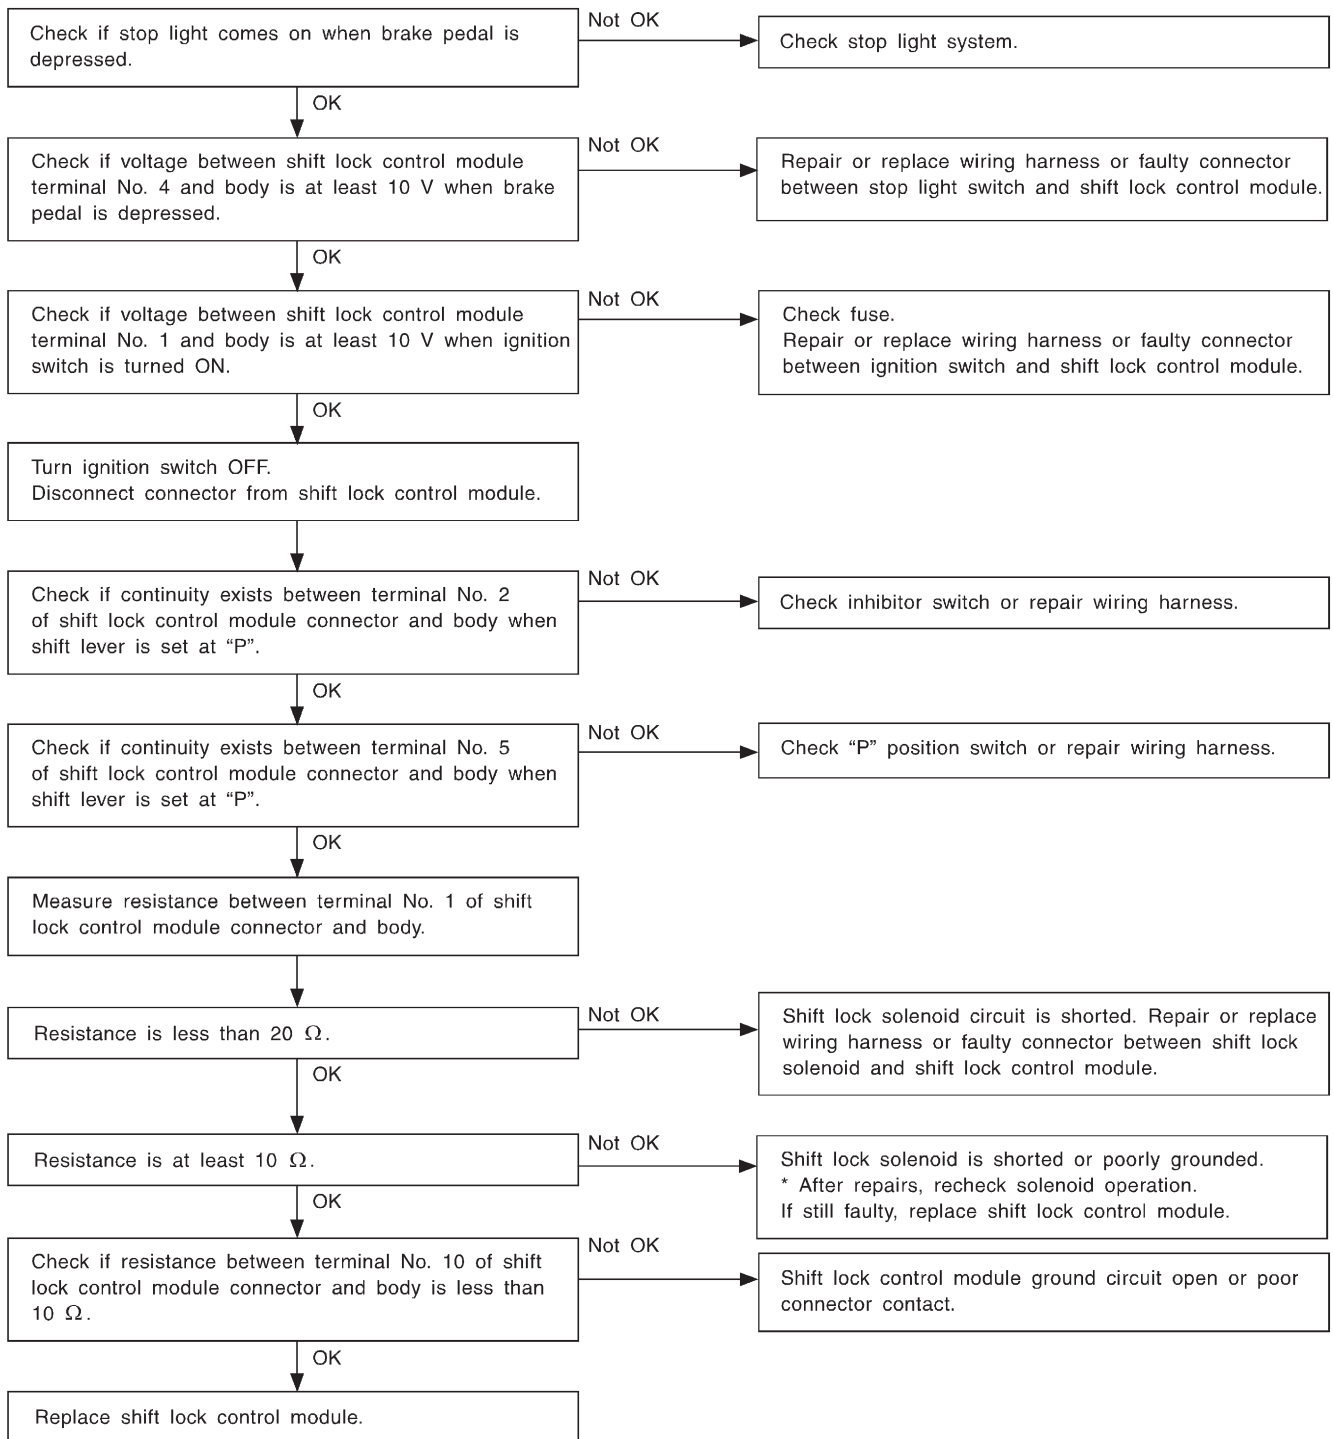 Check if stop light comes on when brake pedal is
depressed.
Not OK
Check stop light system.
OK
Check if voltage between shift lock control module
terminal No. 4 and body is at least 10 V when brake
pedal is depressed.
Not OK
Repair or replace wiring harness or faulty connector
between stop light switch and shift lock control module.
OK
Check if voltage between shift lock control module
terminal No. 1 and body is at least 10 V when ignition
switch is turned ON.
Not OK
Check fuse.
Repair or replace wiring harness or faulty connector
between ignition switch and shift lock control module.
OK
Turn ignition switch OFF.
Disconnect connector from shift lock control module.
Check if continuity exists between terminal No. 2
of shift lock control module connector and body when
shift lever is set at “P”.
Not OK
Check inhibitor switch or repair wiring harness.
OK
Check if continuity exists between terminal No. 5
of shift lock control module connector and body when
shift lever is set at “P”.
Not OK
Check “P” position switch or repair wiring harness.
OK
Measure resistance between terminal No. 1 of shift
lock control module connector and body.
Resistance is less than 20 Ω.
Not OK
Shift lock solenoid circuit is shorted. Repair or replace
wiring harness or faulty connector between shift lock
solenoid and shift lock control module.
OK
Resistance is at least 10 Ω.
Not OK
Shift lock solenoid is shorted or poorly grounded.
* After repairs, recheck solenoid operation.
If still faulty, replace shift lock control module.
OK
Check if resistance between terminal No. 10 of shift
lock control module connector and body is less than
10 Ω.
Not OK
Shift lock control module ground circuit open or poor
connector contact.
OK
Replace shift lock control module.